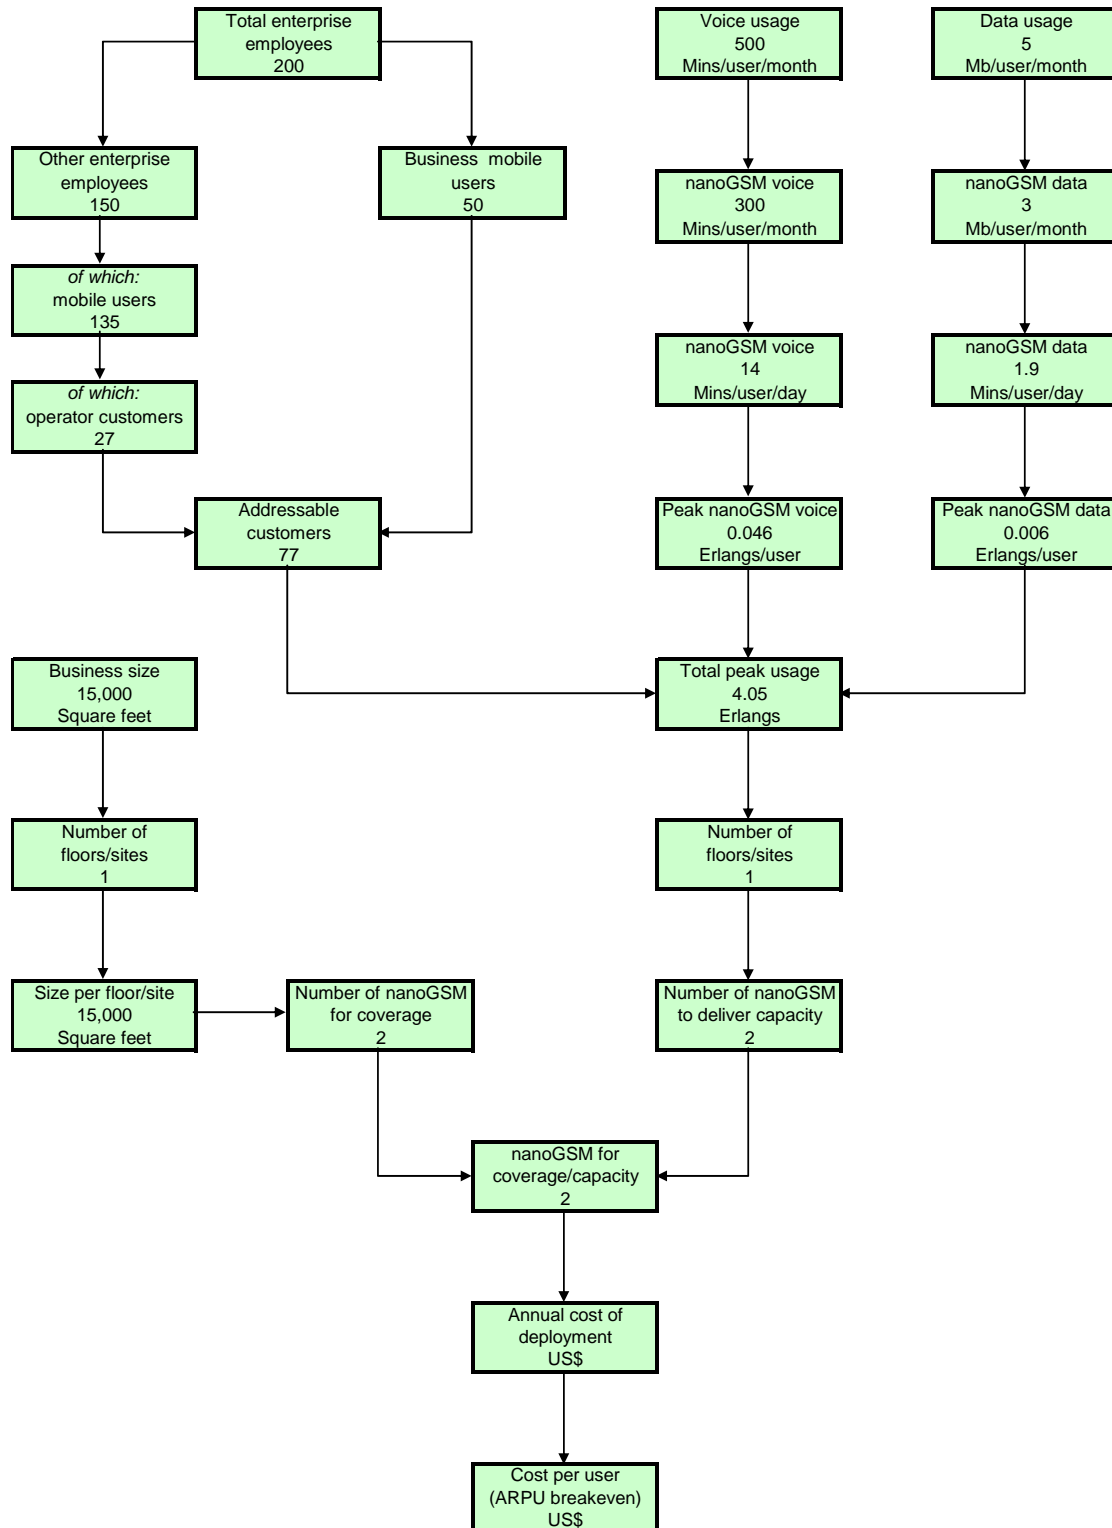 Total enterprise
employees
200
Voice usage
500
Mins/user/month
Data usage
5
Mb/user/month
Other enterprise
employees
150
Business mobile
users
50
nanoGSM voice
300
Mins/user/month
nanoGSM data
3
Mb/user/month
of which:
mobile users
135
of which:
operator customers
27
nanoGSM voice
14
Mins/user/day
nanoGSM data
1.9
Mins/user/day
Addressable
customers
77
Peak nanoGSM voice
0.046
Erlangs/user
Peak nanoGSM data
0.006
Erlangs/user
Business size
15,000
Square feet
Total peak usage
4.05
Erlangs
Number of
floors/sites
1
Number of
floors/sites
1
Size per floor/site
15,000
Square feet
Number of nanoGSM
for coverage
2
Number of nanoGSM
to deliver capacity
2
nanoGSM for
coverage/capacity
2
Annual cost of
deployment
US$
Cost per user
(ARPU breakeven)
US$